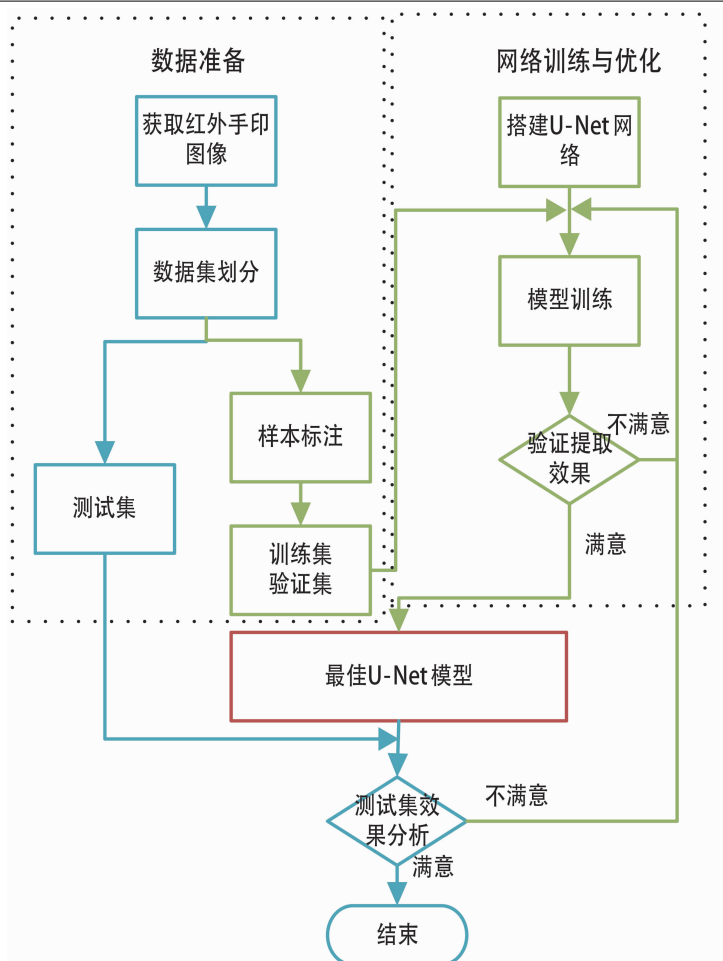 数据准备
获取红外手印
图像
数据集划分
样本标注
测试集
训练集
验证集
网络训练与优化
搭建U-Net网
络
模型训练
验证提取
效果
不满意
满意
最佳U-Net模型
测试集效
果分析
不满意
满意
结束